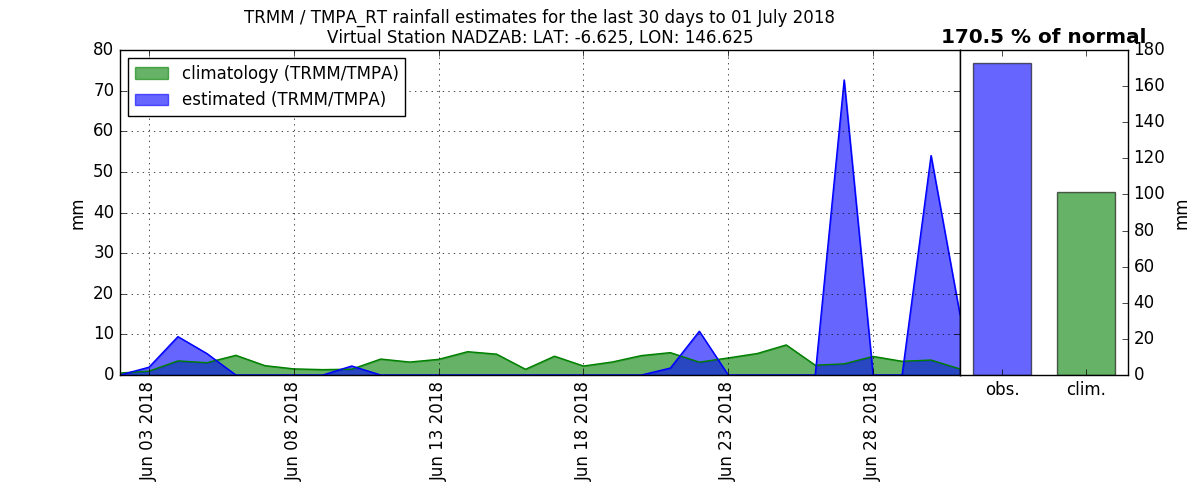 TRMM / TMPA_RT rainfall estimates for the last 30 days to 01 July 2018
Virtual Station NADZAB: LAT: -6.625, LON: 146.625
170.5 % of normal
climatology (TRMM/TMPA)
estimated (TRMM/TMPA)
mm
80
70
60
50
40
30
20
10
0
Jun 03 2018
Jun 08 2018
Jun 13 2018
Jun 18 2018
Jun 23 2018
Jun 28 2018
obs.
clim.
180
160
140
120
100
80
60
40
20
0
mm